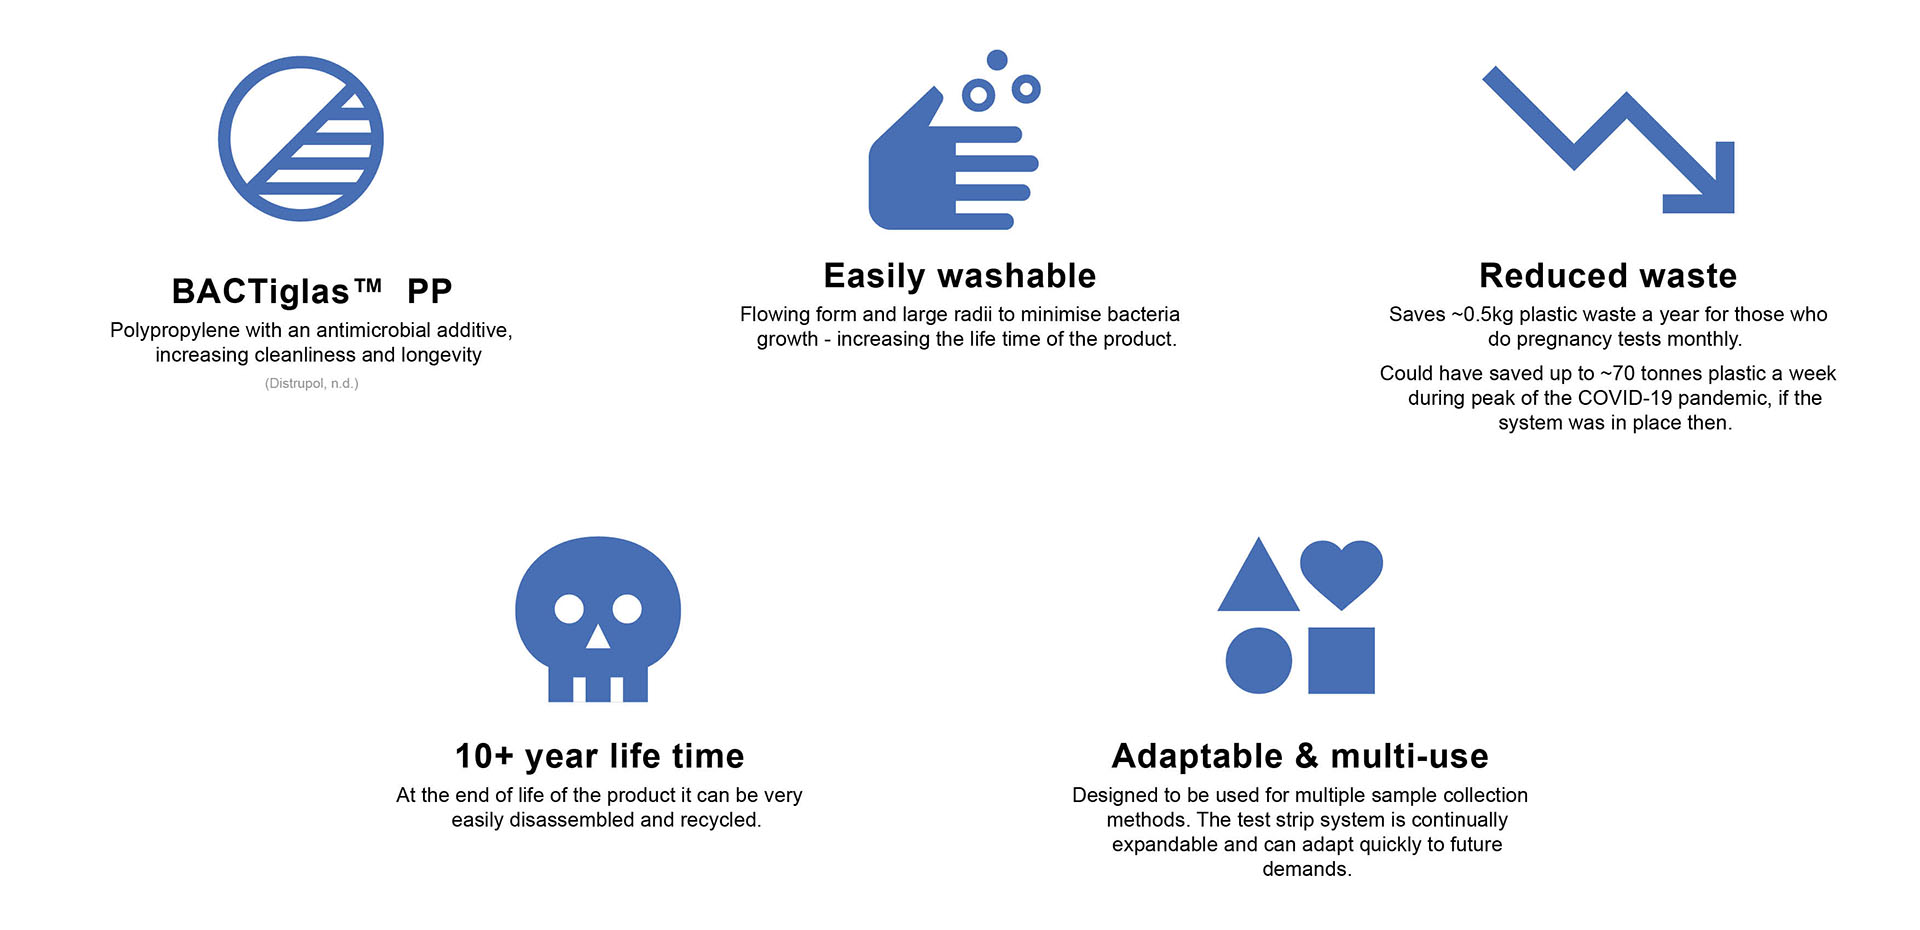 BACTiglas™ PP
Polypropylene with an antimicrobial additive,
increasing cleanliness and longevity
(Distrupol, n.d.)
Easily washable
Flowing form and large radii to minimise bacteria
growth - increasing the life time of the product.
Reduced waste
Saves ~0.5kg plastic waste a year for those who
do pregnancy tests monthly.
Could have saved up to ~70 tonnes plastic a week
during peak of the COVID-19 pandemic, if the
system was in place then.
10+ year life time
At the end of life of the product it can be very
easily disassembled and recycled.
Adaptable & multi-use
Designed to be used for multiple sample collection
methods. The test strip system is continually
expandable and can adapt quickly to future
demands.